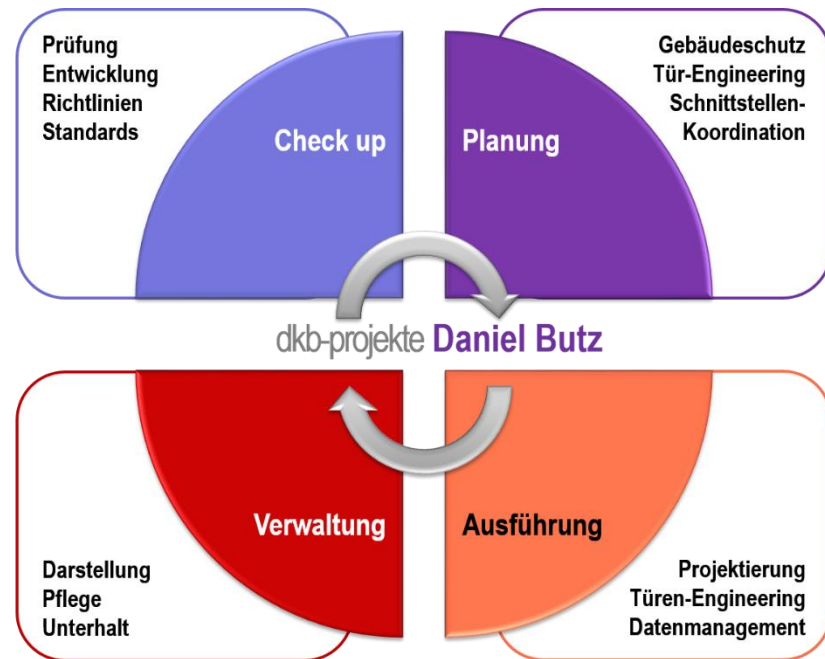 Prüfung
Entwicklung
Richtlinien
Standards
Check up
Planung
Gebäudeschutz
Tür-Engineering
Schnittstellen-
Koordination
dkb-projekte Daniel Butz
Verwaltung
Ausführung
Darstellung
Pflege
Unterhalt
Projektierung
Türen-Engineering
Datenmanagement